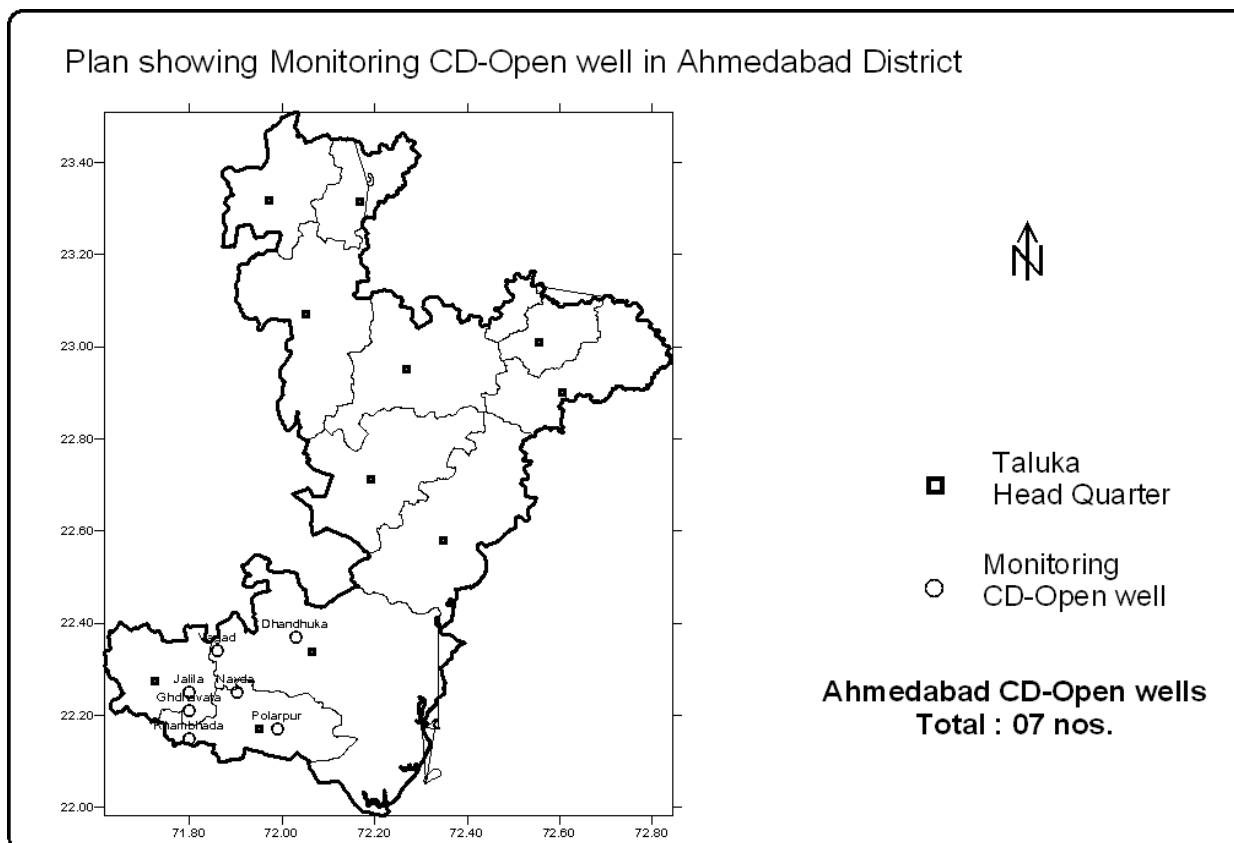 Plan showing Monitoring CD-Open well in Ahmedabad District
23.40
23.20
23.00
22.80
22.60
22.40
22.20
22.00
71.80 72.00 72.20 72.40 72.60 72.80
Dhandhuka
Jalila
Navda
Polarpur
Khambhada
N
Taluka
Head Quarter
Monitoring
CD-Open well
Ahmedabad CD-Open wells
Total : 07 nos.